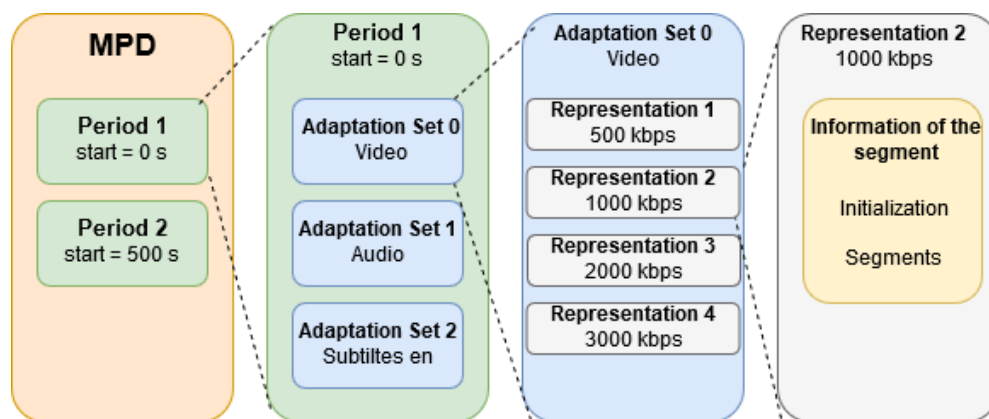 MPD
Period 1
start = 0 s
Period 2
start = 500 s
Period 1
start = 0 s
Adaptation Set 0
Video
Adaptation Set 1
Audio
Adaptation Set 2
Subtiltes en
Adaptation Set 0
Video
Representation 1
500 kbps
Representation 2
1000 kbps
Representation 3
2000 kbps
Representation 4
3000 kbps
Representation 2
1000 kbps
Information of the
segment
Initialization
Segments